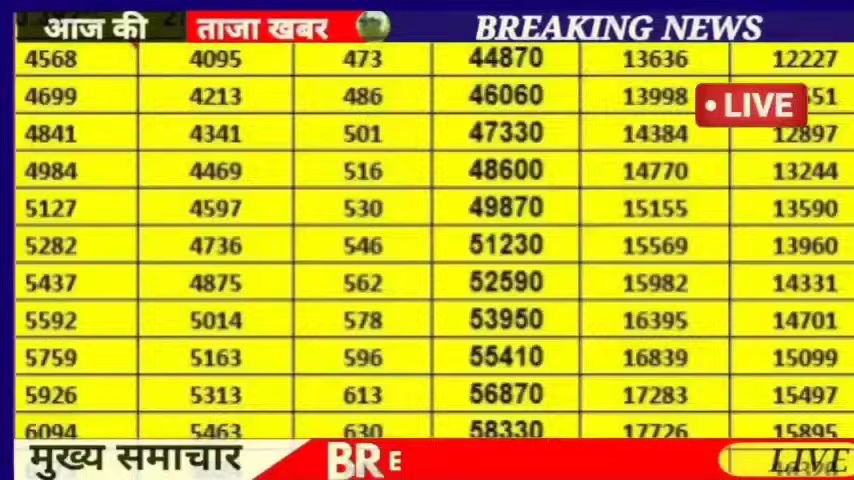 आज की ताजा खबर BREAKING NEWS
4568 4095 473 44870 13636 12227
4699 4213 486 46060 13998
• LIVE
4841 4341 501 47330 14384 12897
4984 4469 516 48600 14770 13244
5127 4597 530 49870 15155 13590
5282 4736 546 51230 15569 13960
5437 4875 562 52590 15982 14331
5592 5014 578 53950 16395 14701
5759 5163 596 55410 16839 15099
5926 5313 613 56870 17283 15497
6094 5463 630 58330 17726 15895
मुख्य समाचार BRE LIVE